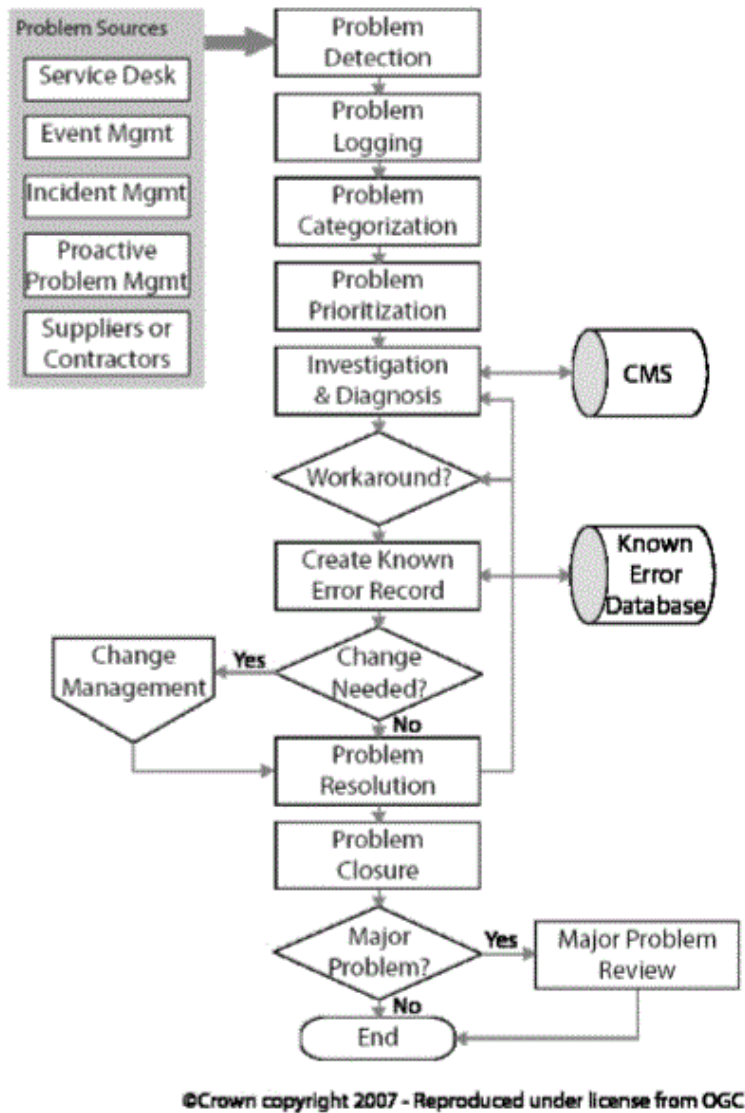 Problem Sources
Service Desk
Event Mgmt
Incident Mgmt
Proactive
Problem Mgmt
Suppliers or
Contractors
Problem
Detection
Problem
Logging
Problem
Categorization
Problem
Prioritization
Investigation
& Diagnosis
CMS
Workaround?
Create Known
Error Record
Known
Error
Database
Change
Management
Yes
Change
Needed?
No
Problem
Resolution
Problem
Closure
Major
Problem?
Yes
Major Problem
Review
No
End
©Crown copyright 2007 - Reproduced under license from OGC